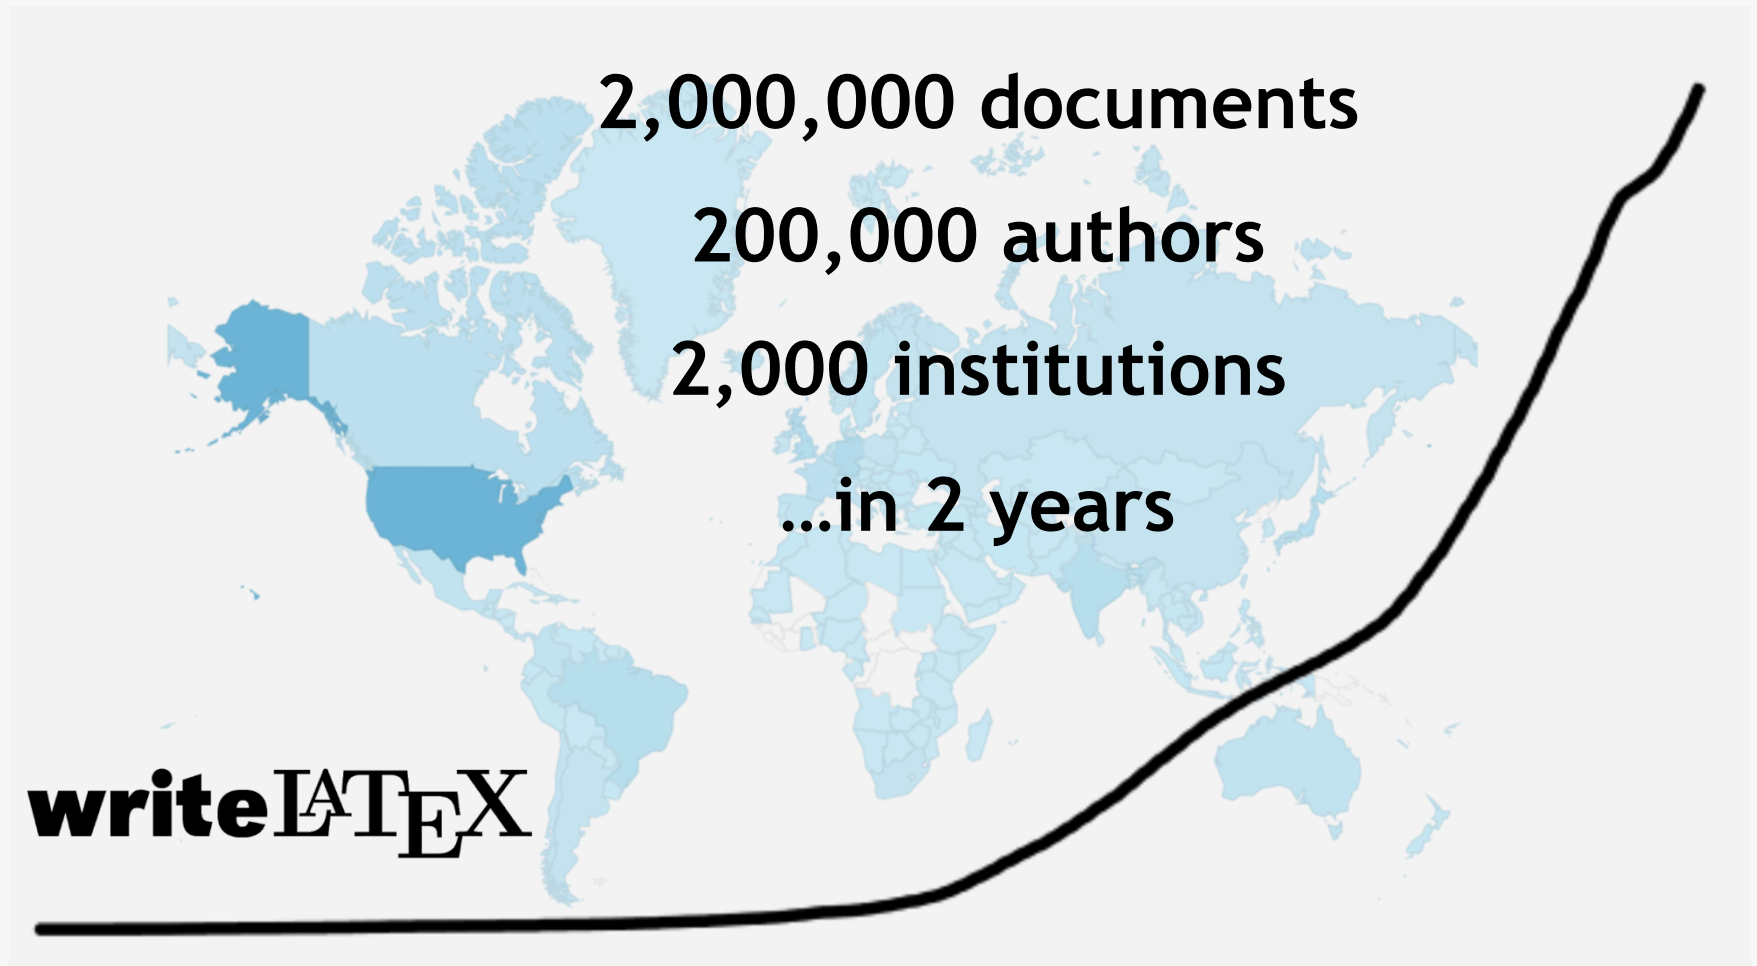 2,000,000 documents
200,000 authors
2,000 institutions
...in 2 years
writeLATEX